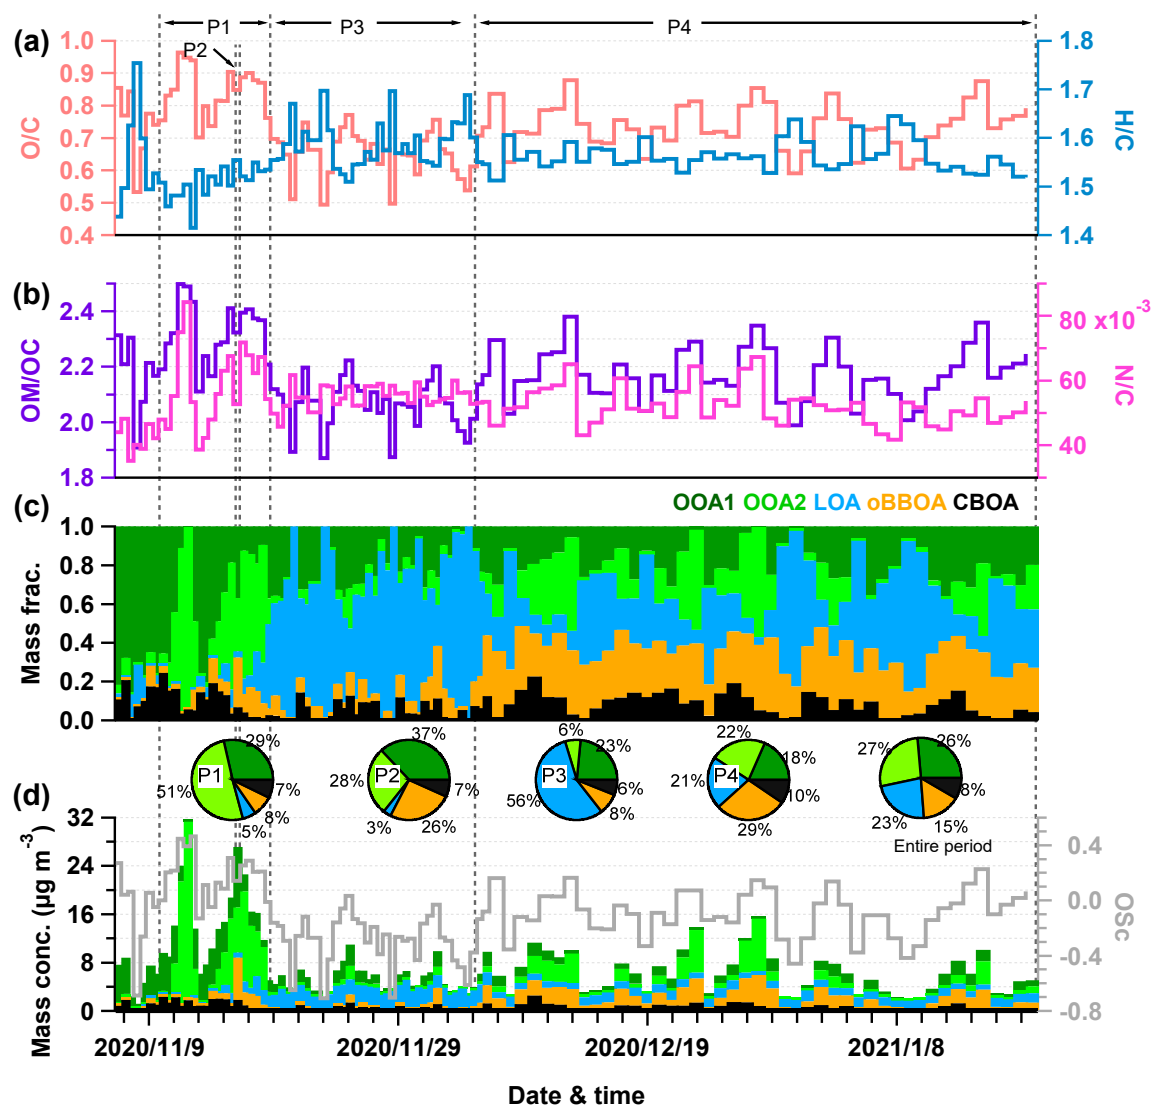 P1 P3 P4
P2
(a)
1.0
0.9
0.8
0.7
0.6
0.5
0.4
O/C
1.8
1.7
1.6
1.5
1.4
H/C
(b)
2.4
2.2
2.0
1.8
OM/OC
80 x10⁻³
60
40
N/C
(c)
OOA1 OOA2 LOA oBBOA CBOA
1.0
0.8
0.6
0.4
0.2
0.0
Mass frac.
P1 29% 7% 8% 5% 51%
P2 37% 7% 26% 3% 28%
P3 6% 23% 6% 8% 56%
P4 22% 18% 10% 29% 21%
26% 8% 15% 23% 27%
Entire period
(d)
32
24
16
8
0
Mass conc. (µg m⁻³)
0.4
0.0
-0.4
-0.8
OSc
2020/11/9 2020/11/29 2020/12/19 2021/1/8
Date & time